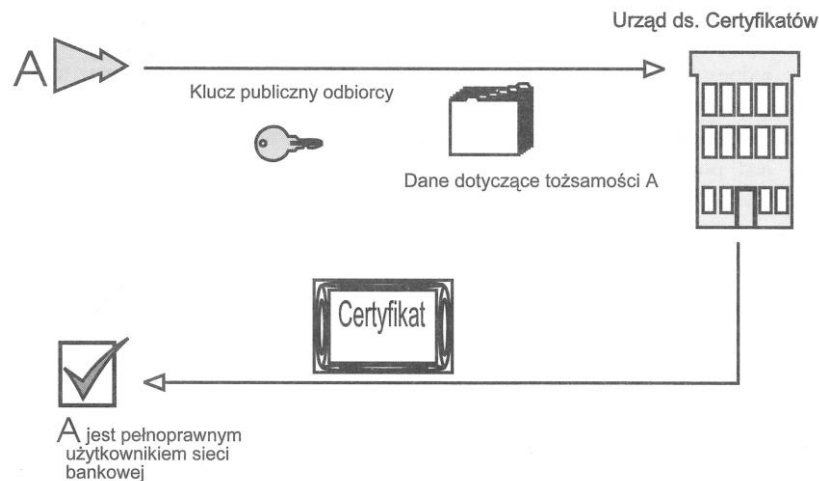 Urząd ds. Certyfikatów
A
Klucz publiczny odbiorcy
Dane dotyczące tożsamości A
Certyfikat
A jest pełnoprawnym
użytkownikiem sieci
bankowej